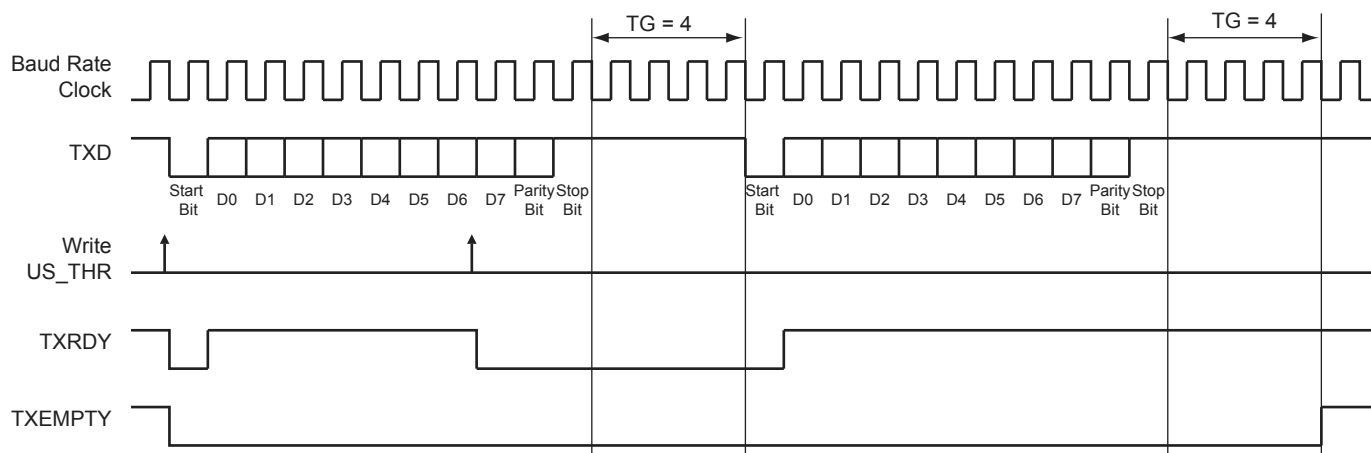 TG = 4
TG = 4
Baud Rate
Clock
TXD
Start
Bit
D0
D1
D2
D3
D4
D5
D6
D7
Parity
Bit
Stop
Bit
Start
Bit
D0
D1
D2
D3
D4
D5
D6
D7
Parity
Bit
Stop
Bit
Write
US_THR
TXRDY
TXEMPTY